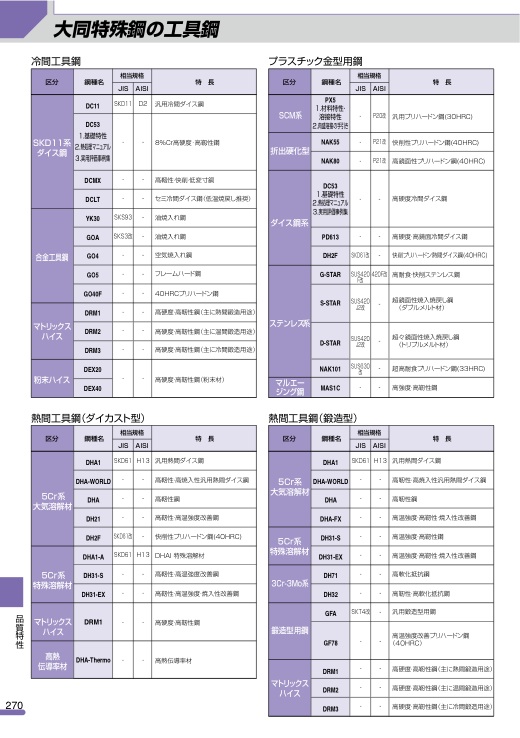 大同特殊鋼の工具鋼
冷間工具鋼
区分 鋼種名 相当規格 特 長
JIS AISI
SKD11系
ダイス鋼
DC11 SKD11 D2 汎用冷間ダイス鋼
DC53
1.基礎特性
2.熱処理マニュアル
3.実用評価事例集
- - 8%Cr高硬度・高靭性鋼
DCMX - - 高靭性・快削・低変寸鋼
DCLT - - セミ冷間ダイス鋼(低温焼戻し推奨)
合金工具鋼
YK30 SKS93 - 油焼入れ鋼
GOA SKS3改 - 油焼入れ鋼
GO4 - - 空気焼入れ鋼
GO5 - - フレームハード鋼
GO40F - - 40HRCプリハードン鋼
マトリックス
ハイス
DRM1 - - 高硬度・高靭性鋼(主に熱間鍛造用途)
DRM2 - - 高硬度・高靭性鋼(主に温間鍛造用途)
DRM3 - - 高硬度・高靭性鋼(主に冷間鍛造用途)
粉末ハイス
DEX20
DEX40
- - 高硬度・高靭性鋼(粉末材)
プラスチック金型用鋼
区分 鋼種名 相当規格 特 長
JIS AISI
SCM系
PX5
1.材料特性・
溶接特性
2.肉盛溶接の手引き
- P20改 汎用プリハードン鋼(30HRC)
析出硬化型
NAK55 - P21改 快削性プリハードン鋼(40HRC)
NAK80 - P21改 高鏡面性プリハードン鋼(40HRC)
ダイス鋼系
DC53
1.基礎特性
2.熱処理マニュアル
3.実用評価事例集
- - 高硬度冷間ダイス鋼
PD613 - - 高硬度・高鏡面冷間ダイス鋼
DH2F SKD61改 - 快削プリハードン熱間ダイス鋼(40HRC)
ステンレス系
G-STAR SUS420F改 420F改 高耐食・快削ステンレス鋼
S-STAR SUS420J2改 - 超鏡面性焼入焼戻し鋼
(ダブルメルト材)
D-STAR SUS420J2改 - 超々鏡面性焼入焼戻し鋼
(トリプルメルト材)
NAK101 SUS630改 - 超高耐食プリハードン鋼(33HRC)
マルエー
ジング鋼
MAS1C - - 高強度・高靭性鋼
熱間工具鋼(ダイカスト型)
区分 鋼種名 相当規格 特 長
JIS AISI
5Cr系
大気溶解材
DHA1 SKD61 H13 汎用熱間ダイス鋼
DHA-WORLD - - 高靭性・高焼入性汎用熱間ダイス鋼
DHA - - 高靭性鋼
DH21 - - 高靭性・高温強度改善鋼
DH2F SKD61改 - 快削性プリハードン鋼(40HRC)
5Cr系
特殊溶解材
DHA1-A SKD61 H13 DHA1 特殊溶解材
DH31-S - - 高靭性・高温強度改善鋼
DH31-EX - - 高靭性・高温強度・焼入性改善鋼
マトリックス
ハイス
DRM1 - - 高硬度・高靭性鋼
高熱
伝導率材
DHA-Thermo - - 高熱伝導率材
熱間工具鋼(鍛造型)
区分 鋼種名 相当規格 特 長
JIS AISI
5Cr系
大気溶解材
DHA1 SKD61 H13 汎用熱間ダイス鋼
DHA-WORLD - - 高靭性・高焼入性汎用熱間ダイス鋼
DHA - - 高靭性鋼
DHA-FX - - 高温強度・高靭性・焼入性改善鋼
5Cr系
特殊溶解材
DH31-S - - 高温強度・高靭性鋼
DH31-EX - - 高温強度・高靭性・焼入性改善鋼
3Cr-3Mo系
DH71 - - 高軟化抵抗鋼
DH32 - - 高靭性・高軟化抵抗鋼
鍛造型用鋼
GFA SKT4改 - 汎用鍛造型用鋼
GF78 - - 高温強度改善プリハードン鋼
(40HRC)
マトリックス
ハイス
DRM1 - - 高硬度・高靭性鋼(主に熱間鍛造用途)
DRM2 - - 高硬度・高靭性鋼(主に温間鍛造用途)
DRM3 - - 高硬度・高靭性鋼(主に冷間鍛造用途)
品質特性
270